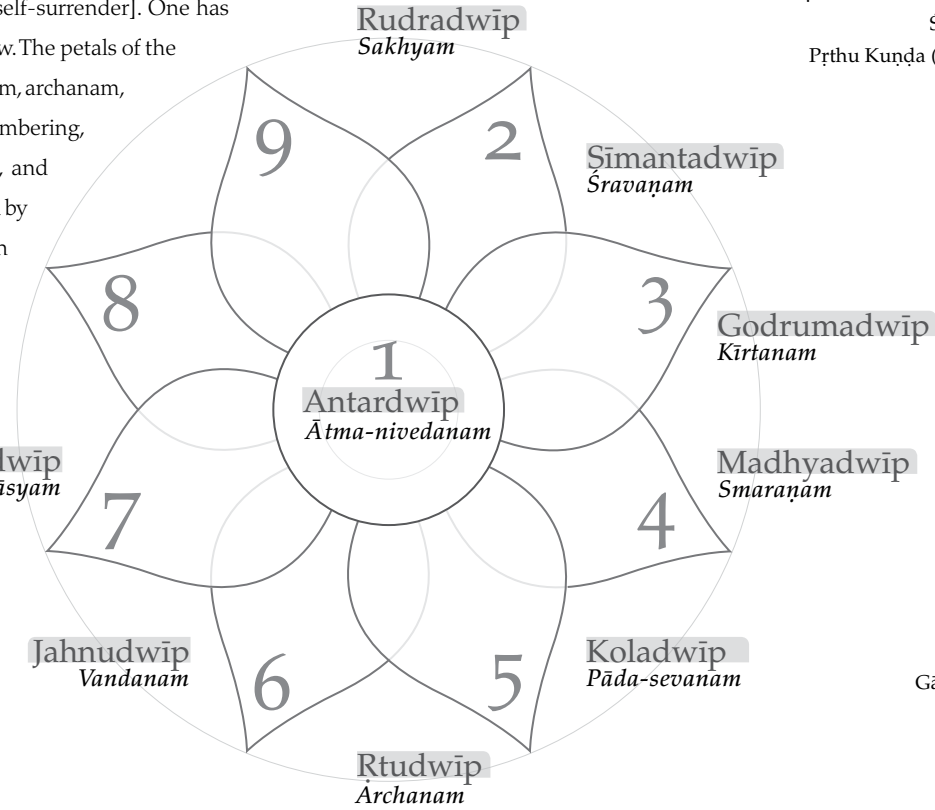 self-surrender]. One has
w. The petals of the
m, archanam,
mbering,
, and
by
n
Pṛthu Kuṇḍa (
Rudradwīp
Sakhyam
9
2
Sīmantadwīp
Śravaṇam
8
3
Godrumadwīp
Kīrtanam
1
Antardwīp
Ātma-nivedanam
dwīp
āsyam
Madhyadwīp
Smaraṇam
7
4
Jahnudwīp
Vandanam
Koladwīp
Pāda-sevanam
6
5
Gā
Ṛtudwīp
Archanam